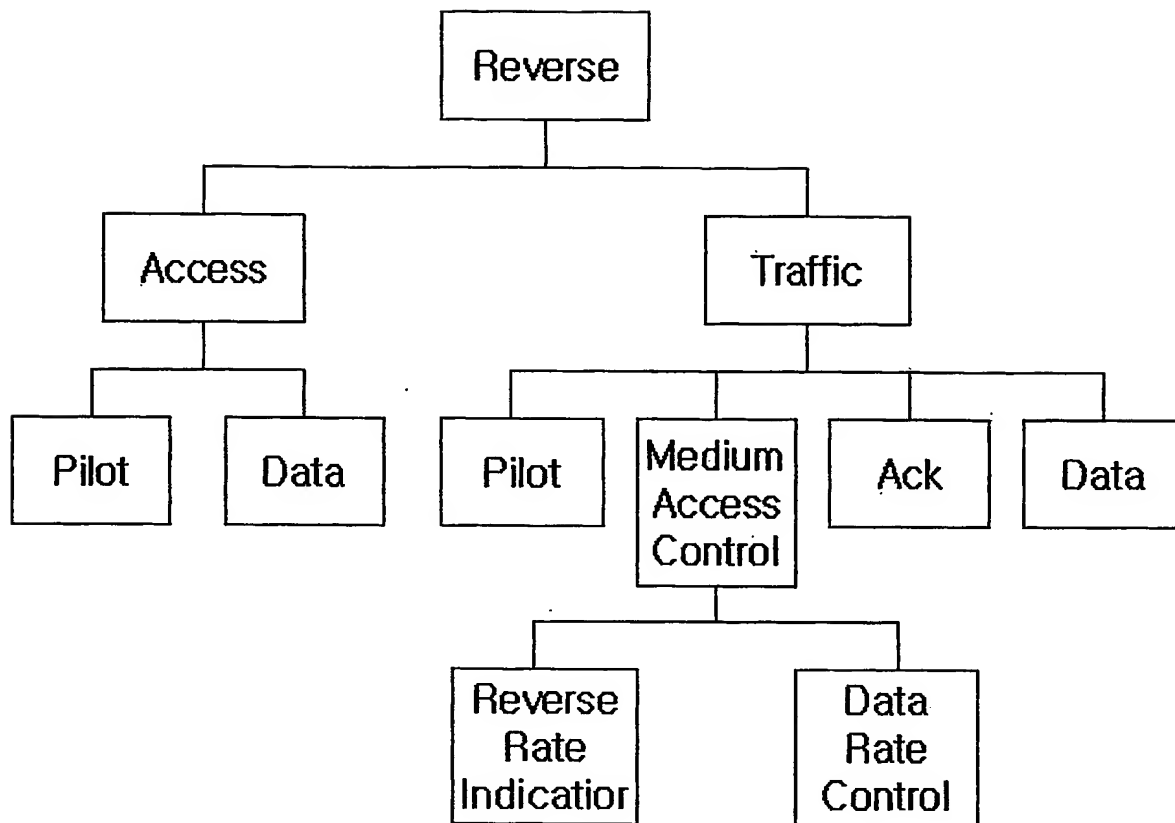 Reverse
Access
Traffic
Pilot
Data
Pilot
Medium
Access
Control
Ack
Data
Reverse
Rate
Indicatior
Data
Rate
Control